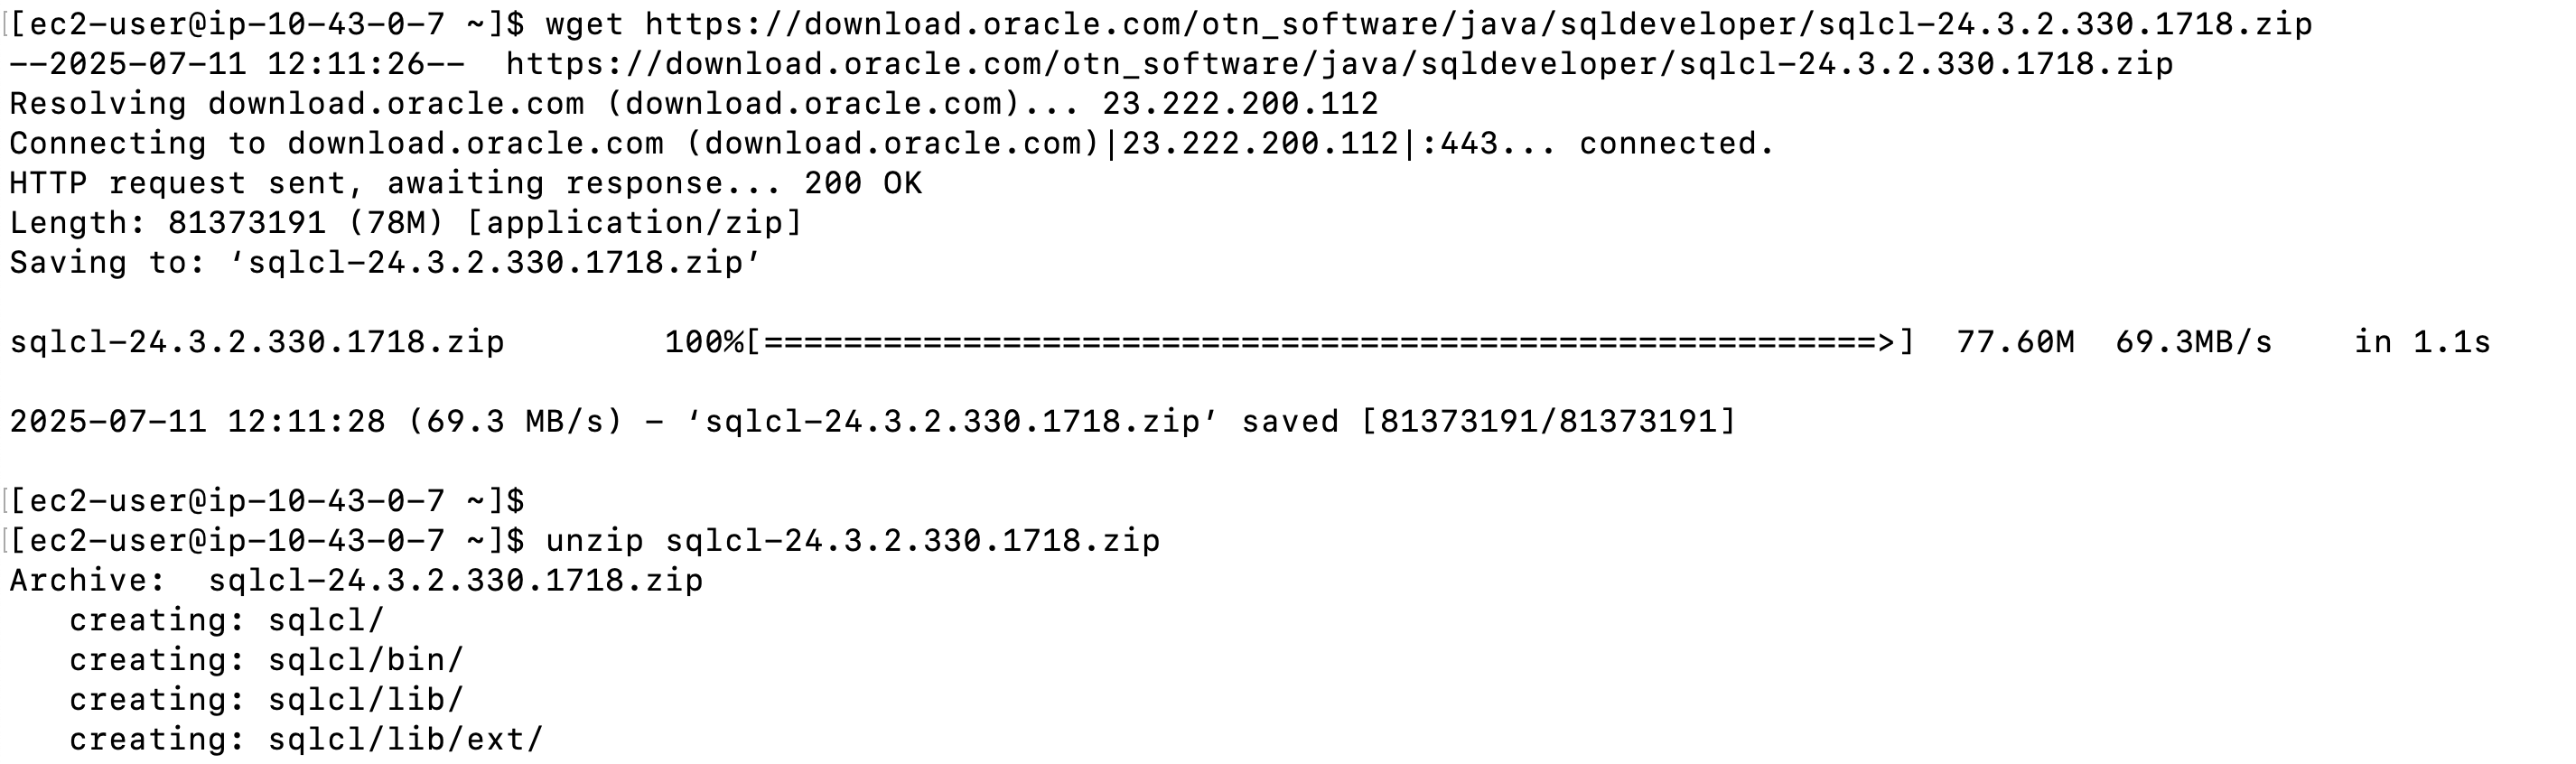 [[ec2-user@ip-10-43-0-7 ~]$ wget https://download.oracle.com/otn_software/java/sqldeveloper/sqlcl-24.3.2.330.1718.zip
--2025-07-11 12:11:26--  https://download.oracle.com/otn_software/java/sqldeveloper/sqlcl-24.3.2.330.1718.zip
Resolving download.oracle.com (download.oracle.com)... 23.222.200.112
Connecting to download.oracle.com (download.oracle.com)|23.222.200.112|:443... connected.
HTTP request sent, awaiting response... 200 OK
Length: 81373191 (78M) [application/zip]
Saving to: ‘sqlcl-24.3.2.330.1718.zip’
sqlcl-24.3.2.330.1718.zip        100%[========================================================>]  77.60M  69.3MB/s    in 1.1s
2025-07-11 12:11:28 (69.3 MB/s) - ‘sqlcl-24.3.2.330.1718.zip’ saved [81373191/81373191]
[[ec2-user@ip-10-43-0-7 ~]$
[[ec2-user@ip-10-43-0-7 ~]$ unzip sqlcl-24.3.2.330.1718.zip
Archive:  sqlcl-24.3.2.330.1718.zip
   creating: sqlcl/
   creating: sqlcl/bin/
   creating: sqlcl/lib/
   creating: sqlcl/lib/ext/